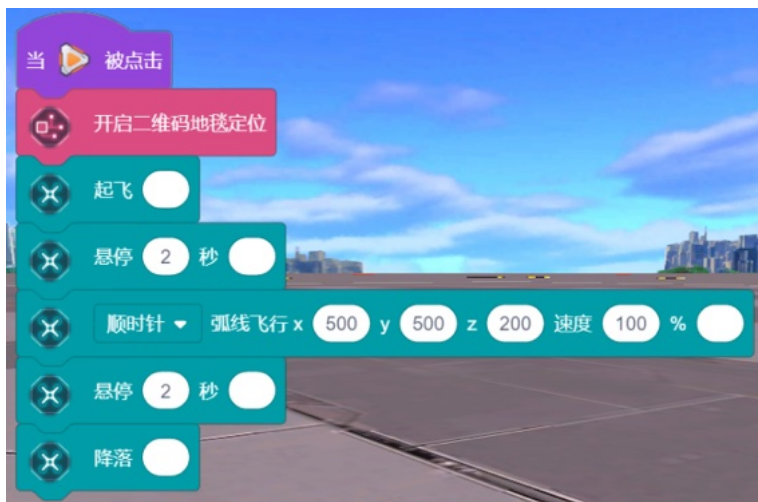 当 被点击
开启二维码地毯定位
起飞
悬停 2 秒
顺时针 弧线飞行 x 500 y 500 z 200 速度 100 %
悬停 2 秒
降落